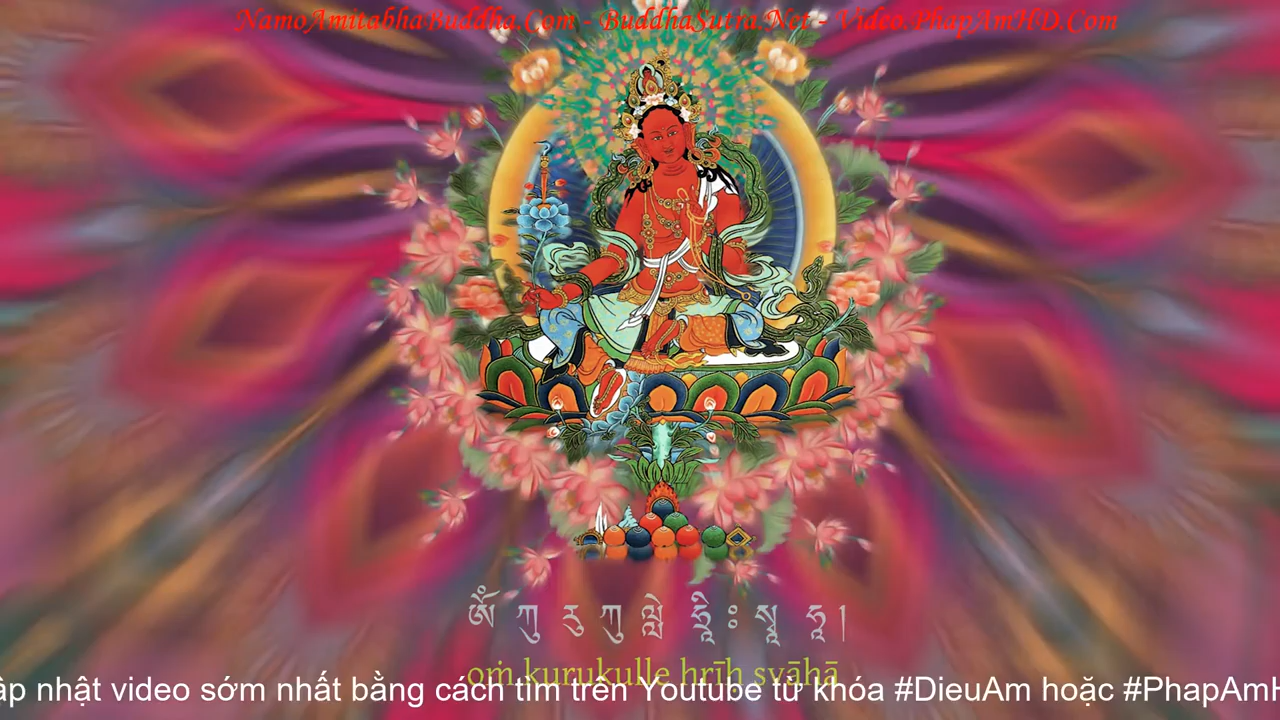 NamoAmitabhaBuddha.Com - BuddhaSutra.Net - Video.PhapAmHD.Com
ༀ ཀུ རུ ཀུ ལླེ ཧྲཱིཿ སྭཱ ཧཱ།
oṁ kurukulle hrīḥ svāhā
ập nhật video sớm nhất bằng cách tìm trên Youtube từ khóa #DieuAm hoặc #PhapAmH